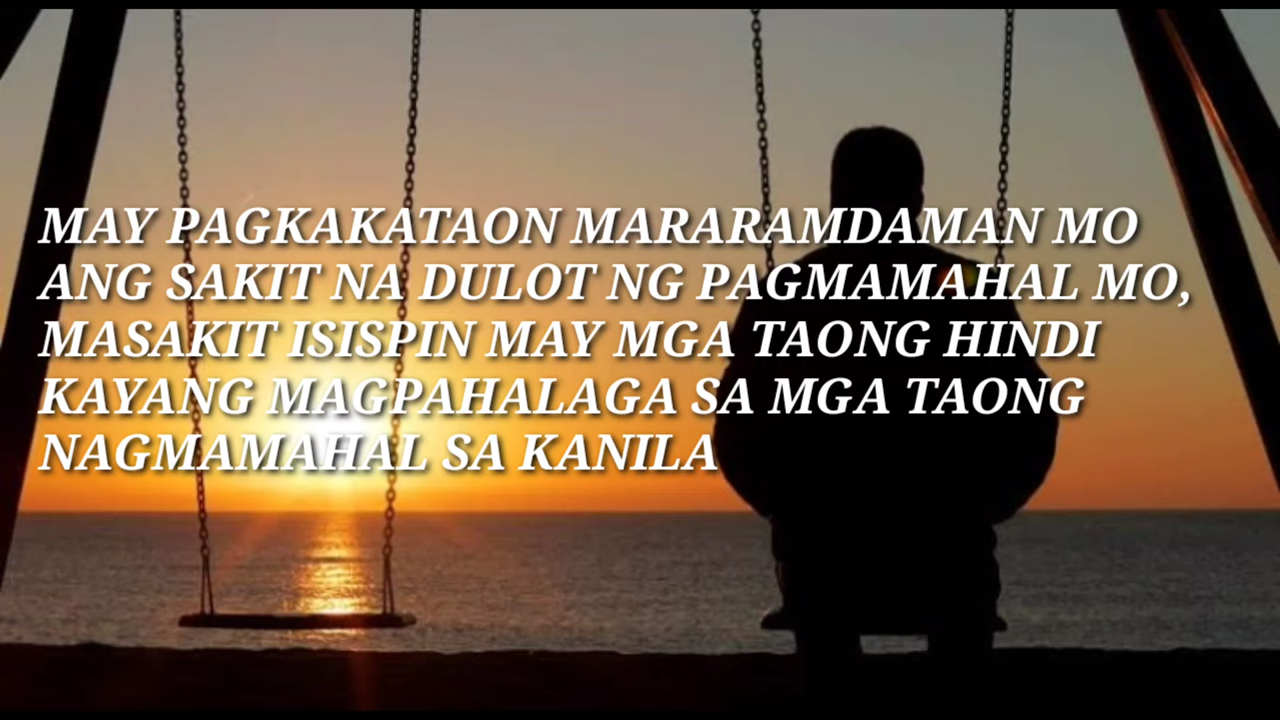 MAY PAGKAKATAON MARARAMDAMAN MO
ANG SAKIT NA DULOT NG PAGMAMAHAL MO,
MASAKIT ISISPIN MAY MGA TAONG HINDI
KAYANG MAGPAHALAGA SA MGA TAONG
NAGMAMAHAL SA KANILA